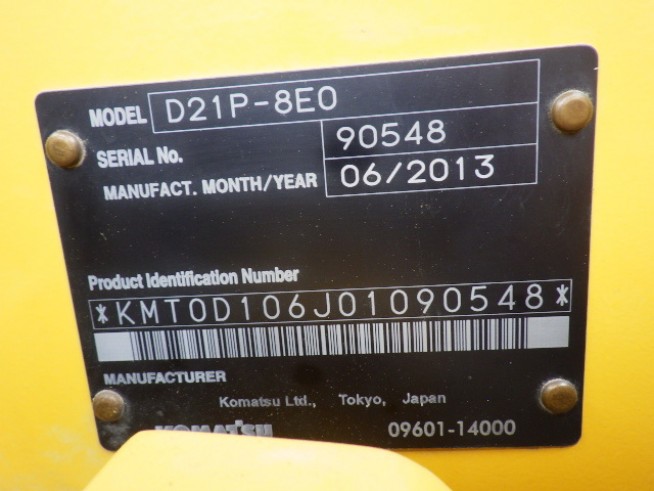 MODEL D21P-8E0
SERIAL No. 90548
MANUFACT. MONTH/YEAR 06/2013
Product Identification Number
*KMT0D106J01090548*
MANUFACTURER
Komatsu Ltd., Tokyo, Japan
KOMATSU 09601-14000